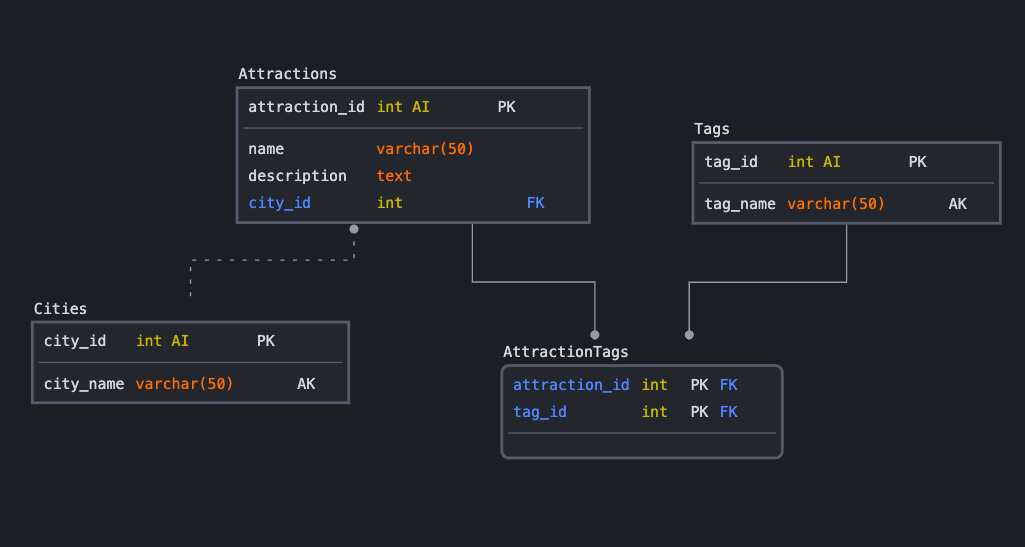 Attractions
attraction_id int AI PK
name varchar(50)
description text
city_id int FK
Tags
tag_id int AI PK
tag_name varchar(50) AK
Cities
city_id int AI PK
city_name varchar(50) AK
AttractionTags
attraction_id int PK FK
tag_id int PK FK